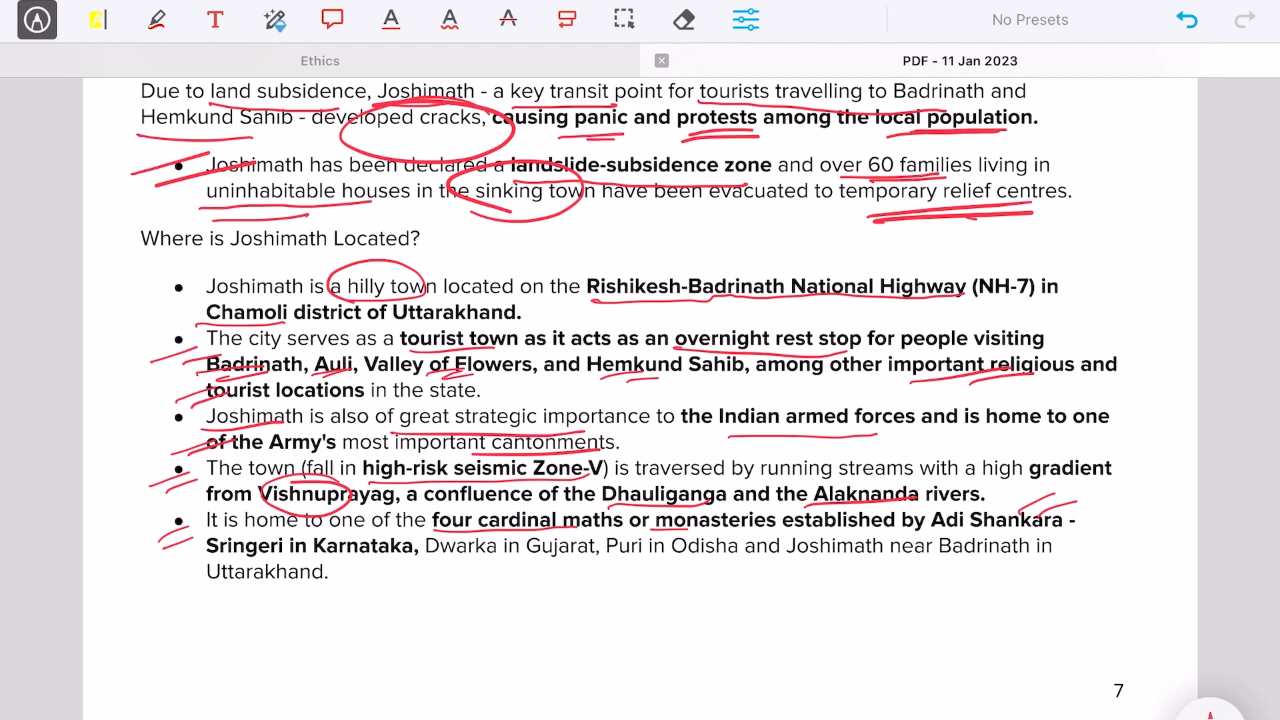 No Presets
Ethics
PDF - 11 Jan 2023
Due to land subsidence, Joshimath - a key transit point for tourists travelling to Badrinath and
Hemkund Sahib - developed cracks, causing panic and protests among the local population.
• Joshimath has been declared a landslide-subsidence zone and over 60 families living in
uninhabitable houses in the sinking town have been evacuated to temporary relief centres.
Where is Joshimath Located?
• Joshimath is a hilly town located on the Rishikesh-Badrinath National Highway (NH-7) in
Chamoli district of Uttarakhand.
• The city serves as a tourist town as it acts as an overnight rest stop for people visiting
Badrinath, Auli, Valley of Flowers, and Hemkund Sahib, among other important religious and
tourist locations in the state.
• Joshimath is also of great strategic importance to the Indian armed forces and is home to one
of the Army's most important cantonments.
• The town (fall in high-risk seismic Zone-V) is traversed by running streams with a high gradient
from Vishnuprayag, a confluence of the Dhauliganga and the Alaknanda rivers.
• It is home to one of the four cardinal maths or monasteries established by Adi Shankara -
Sringeri in Karnataka, Dwarka in Gujarat, Puri in Odisha and Joshimath near Badrinath in
Uttarakhand.
7